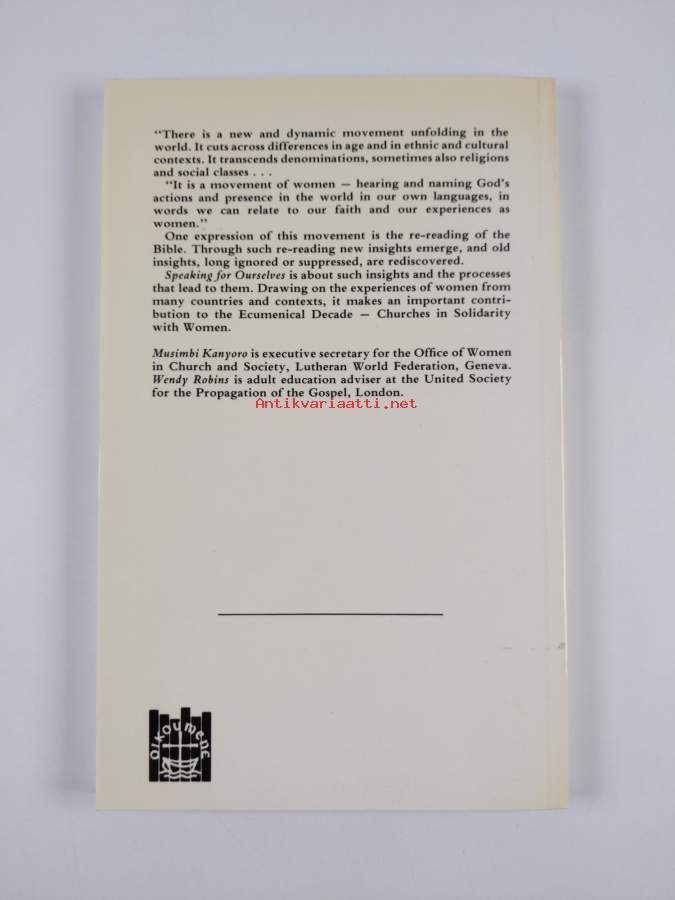 "There is a new and dynamic movement unfolding in the
world. It cuts across differences in age and in ethnic and cultural
contexts. It transcends denominations, sometimes also religions
and social classes . . .
"It is a movement of women — hearing and naming God's
actions and presence in the world in our own languages, in
words we can relate to our faith and our experiences as
women."
One expression of this movement is the re-reading of the
Bible. Through such re-reading new insights emerge, and old
insights, long ignored or suppressed, are rediscovered.
Speaking for Ourselves is about such insights and the processes
that lead to them. Drawing on the experiences of women from
many countries and contexts, it makes an important contri-
bution to the Ecumenical Decade — Churches in Solidarity
with Women.
Musimbi Kanyoro is executive secretary for the Office of Women
in Church and Society, Lutheran World Federation, Geneva.
Wendy Robins is adult education adviser at the United Society
for the Propagation of the Gospel, London.
Antikvariaatti.net
OIKOUMENE